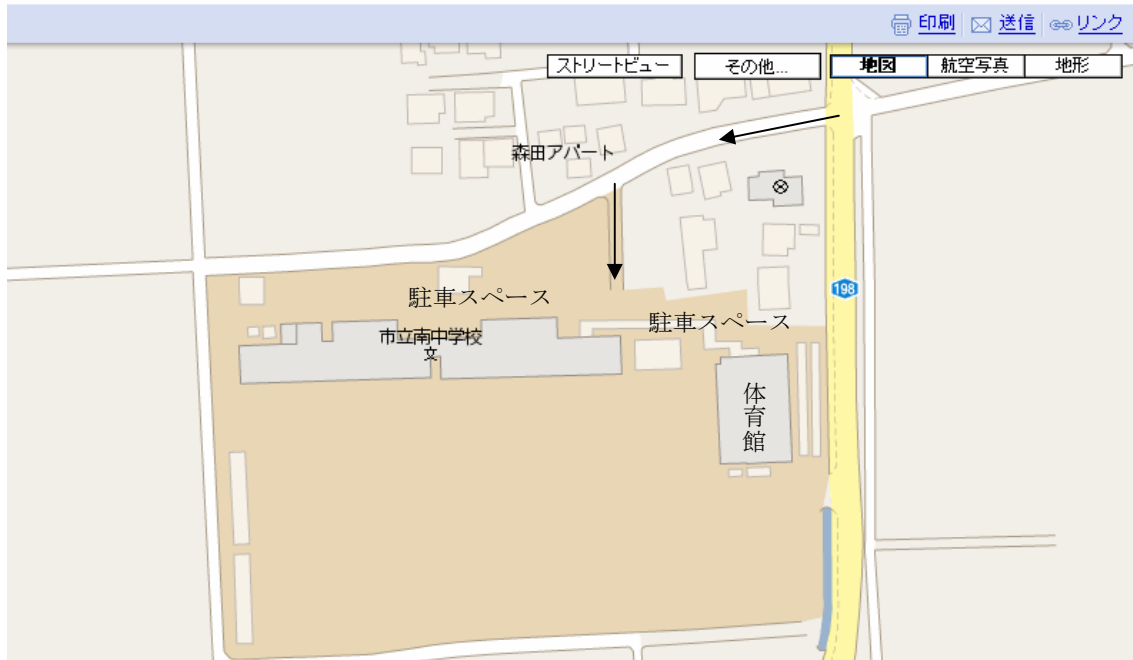 印刷 送信 リンク
ストリートビュー その他... 地図 航空写真 地形
森田アパート
198
駐車スペース
駐車スペース
市立南中学校
文
体育館